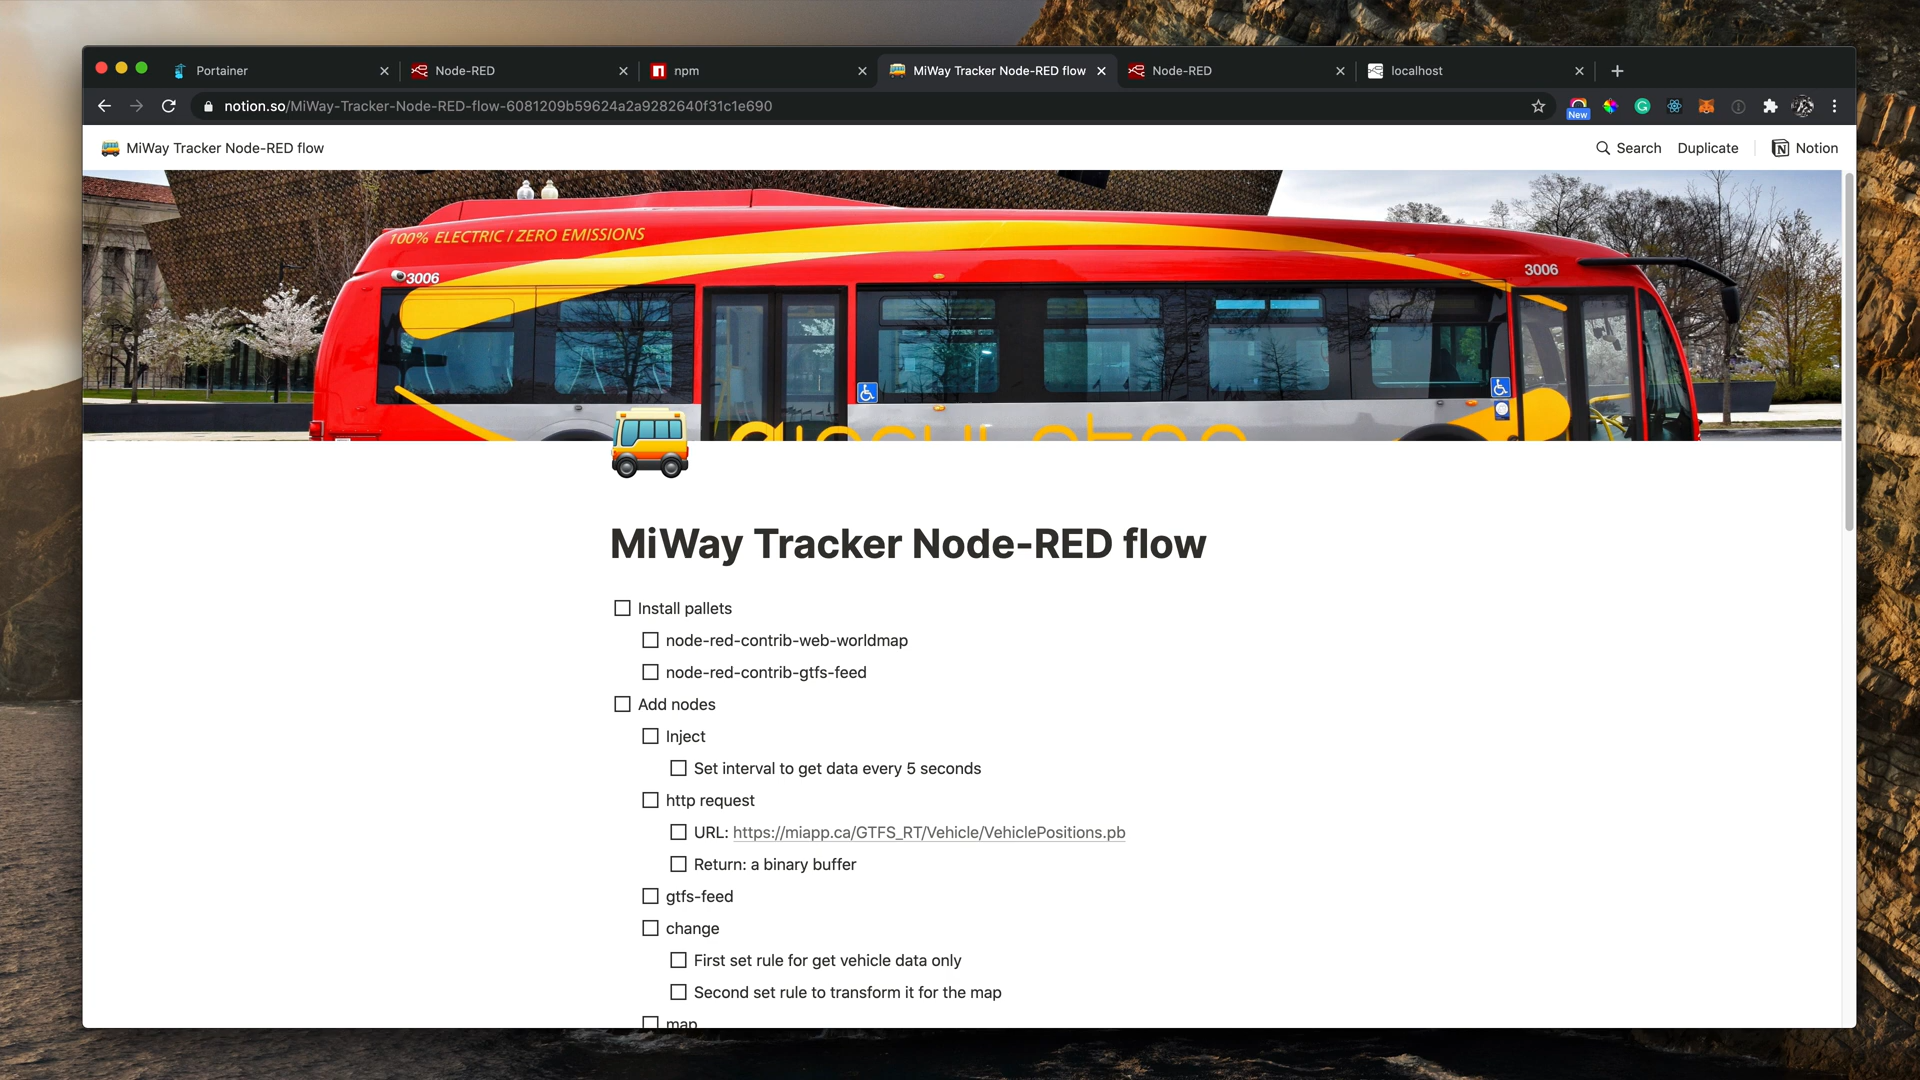 Portainer
Node-RED
npm
MiWay Tracker Node-RED flow
Node-RED
localhost
notion.so/MiWay-Tracker-Node-RED-flow-6081209b59624a2a9282640f31c1e690
New
MiWay Tracker Node-RED flow
Search
Duplicate
Notion
100% ELECTRIC / ZERO EMISSIONS
3006
3006
MiWay Tracker Node-RED flow
Install pallets
node-red-contrib-web-worldmap
node-red-contrib-gtfs-feed
Add nodes
Inject
Set interval to get data every 5 seconds
http request
URL: https://miapp.ca/GTFS_RT/Vehicle/VehiclePositions.pb
Return: a binary buffer
gtfs-feed
change
First set rule for get vehicle data only
Second set rule to transform it for the map
map